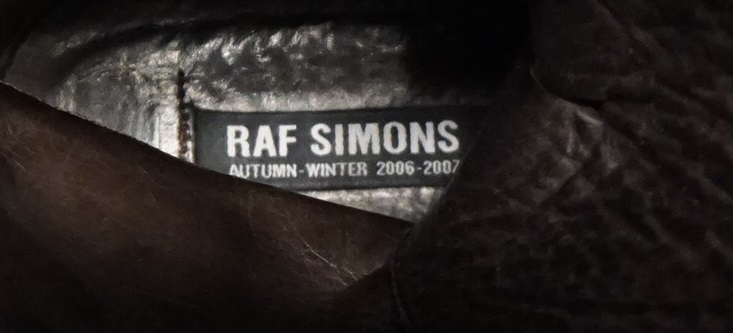 RAF SIMONS
AUTUMN-WINTER 2006-2007